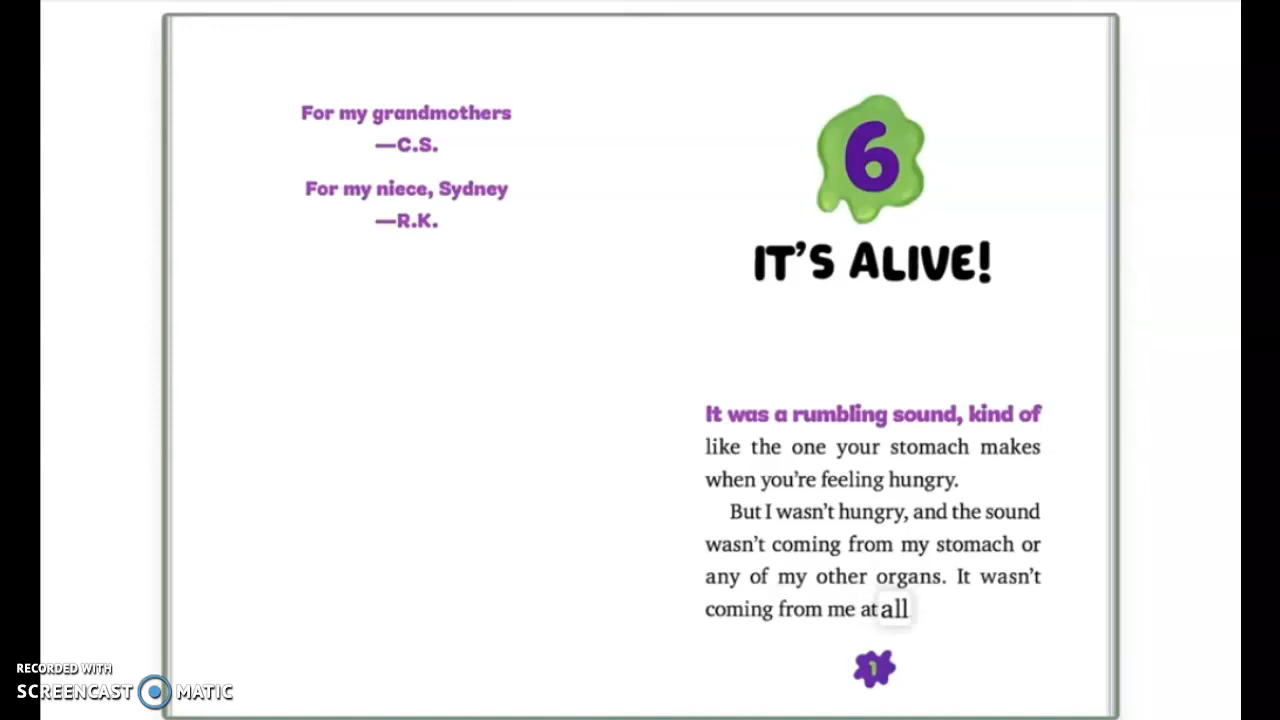 For my grandmothers
—C.S.
For my niece, Sydney
—R.K.
6
IT'S ALIVE!
It was a rumbling sound, kind of
like the one your stomach makes
when you're feeling hungry.
But I wasn't hungry, and the sound
wasn't coming from my stomach or
any of my other organs. It wasn't
coming from me at all
1
RECORDED WITH
SCREENCAST MATIC